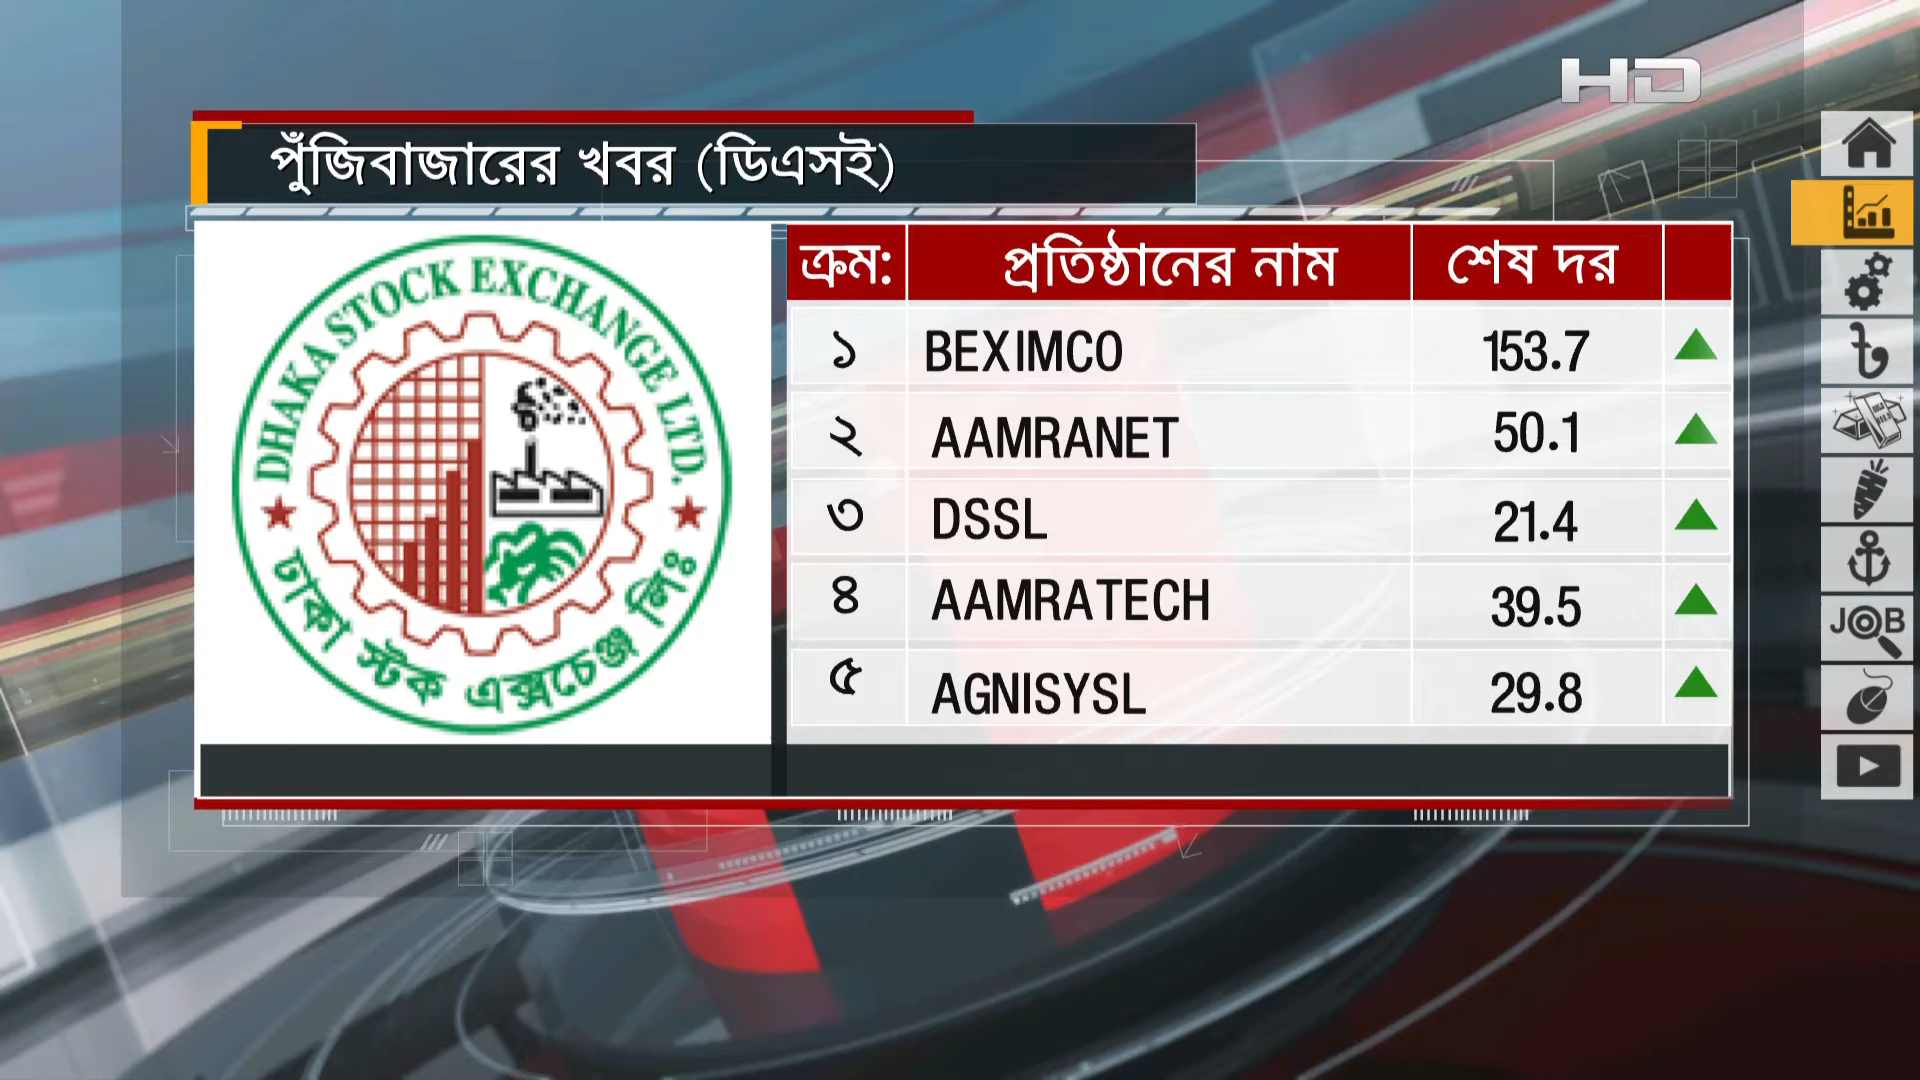 HD
পুঁজিবাজারের খবর (ডিএসই)
DHAKA STOCK EXCHANGE LTD.
ঢাকা স্টক এক্সচেঞ্জ লিঃ
ক্রম: প্রতিষ্ঠানের নাম শেষ দর
১ BEXIMCO 153.7
২ AAMRANET 50.1
৩ DSSL 21.4
৪ AAMRATECH 39.5
৫ AGNISYSL 29.8
৳
JOB